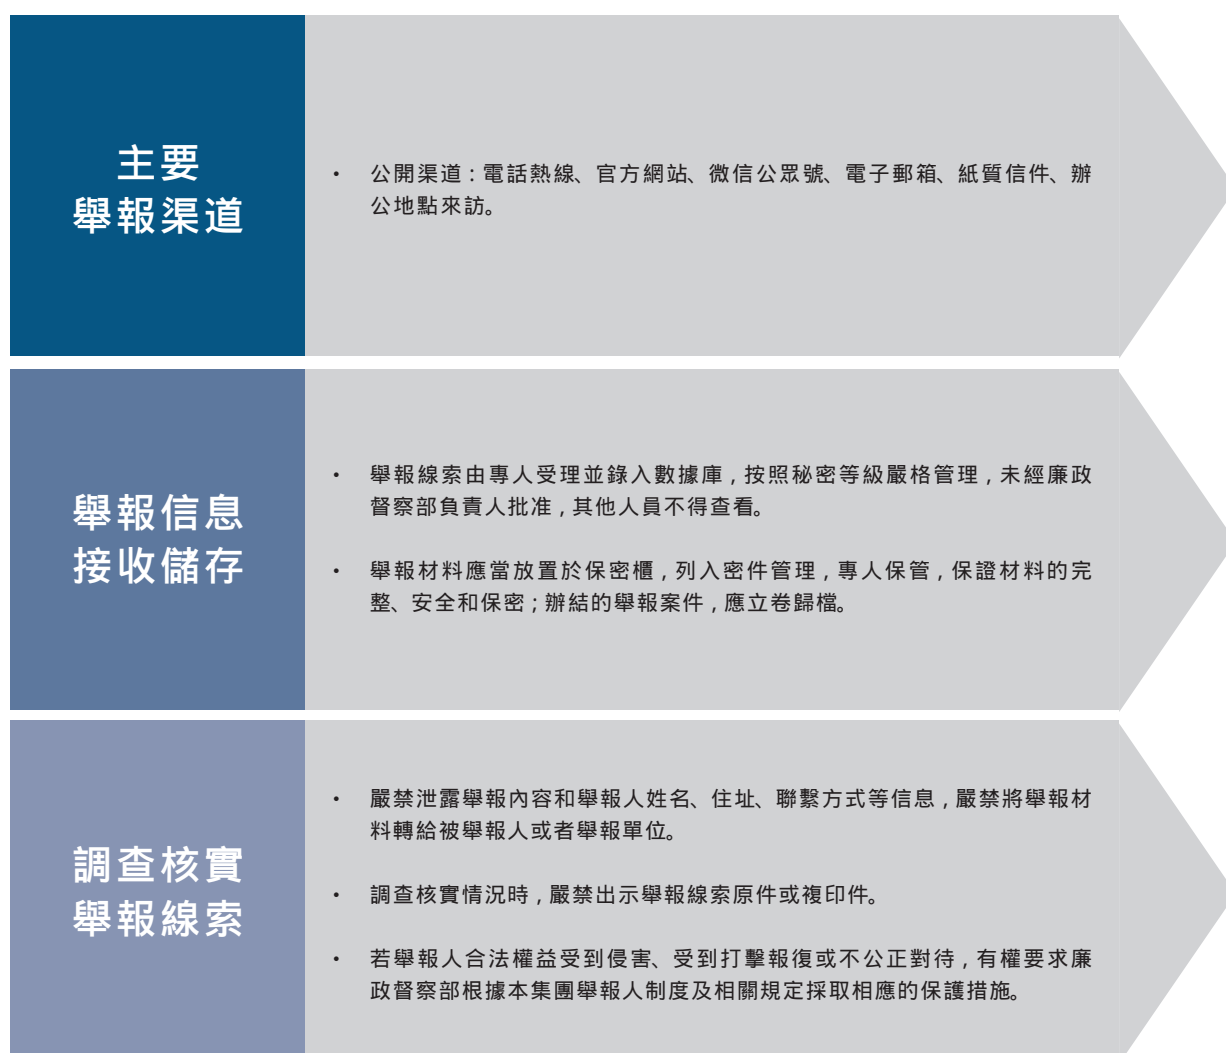 主要
舉報渠道
• 公開渠道：電話熱線、官方網站、微信公眾號、電子郵箱、紙質信件、辦
公地點來訪。
舉報信息
接收儲存
• 舉報線索由專人受理並錄入數據庫，按照秘密等級嚴格管理，未經廉政
督察部負責人批准，其他人員不得查看。
• 舉報材料應當放置於保密櫃，列入密件管理，專人保管，保證材料的完
整、安全和保密；辦結的舉報案件，應立卷歸檔。
調查核實
舉報線索
• 嚴禁泄露舉報內容和舉報人姓名、住址、聯繫方式等信息，嚴禁將舉報材
料轉給被舉報人或者舉報單位。
• 調查核實情況時，嚴禁出示舉報線索原件或複印件。
• 若舉報人合法權益受到侵害、受到打擊報復或不公正對待，有權要求廉
政督察部根據本集團舉報人制度及相關規定採取相應的保護措施。